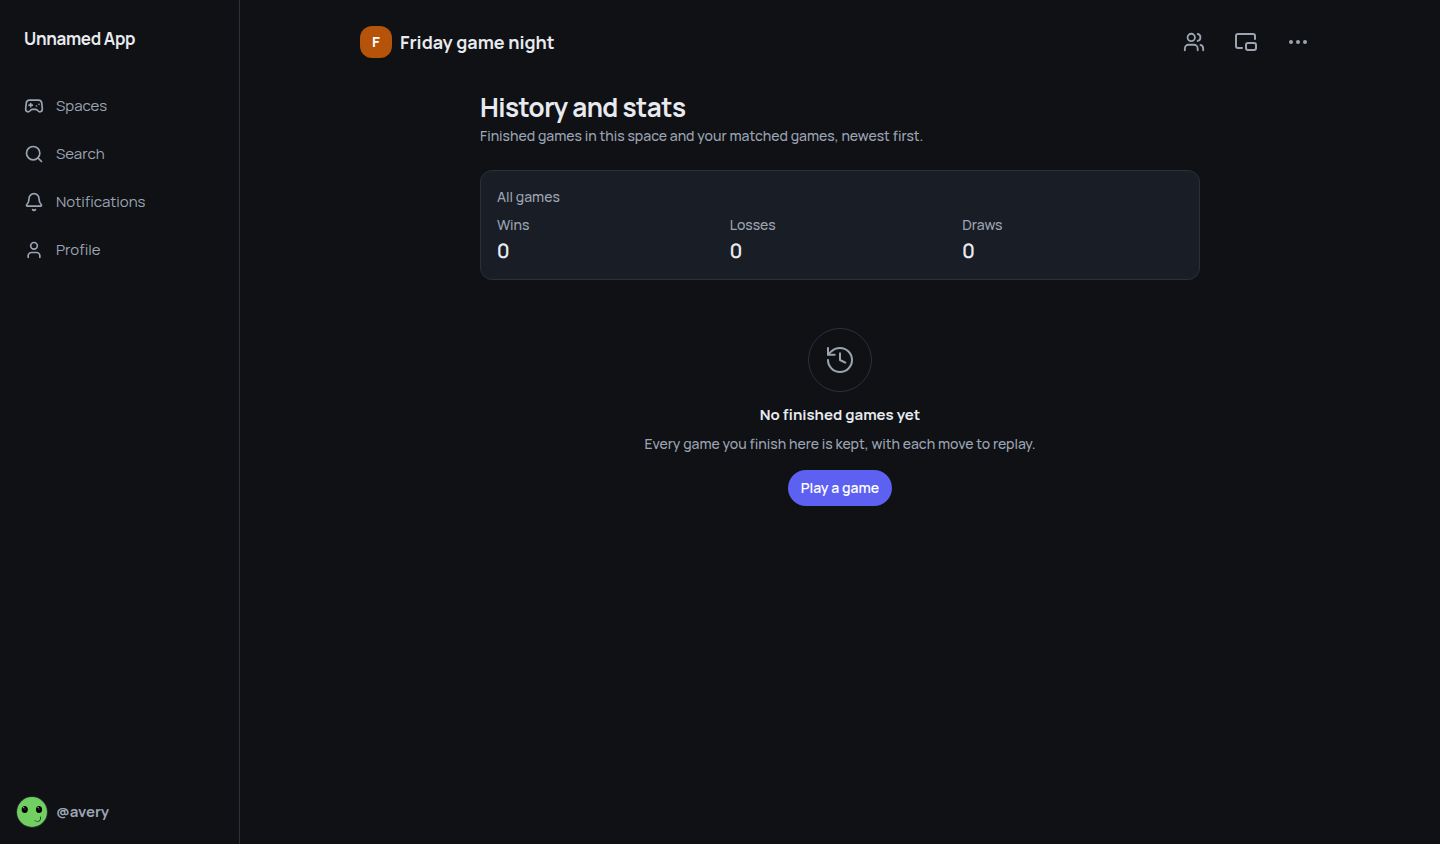 Unnamed App
Spaces
Search
Notifications
Profile
@avery
F
Friday game night
History and stats
Finished games in this space and your matched games, newest first.
All games
Wins
Losses
Draws
0
0
0
No finished games yet
Every game you finish here is kept, with each move to replay.
Play a game